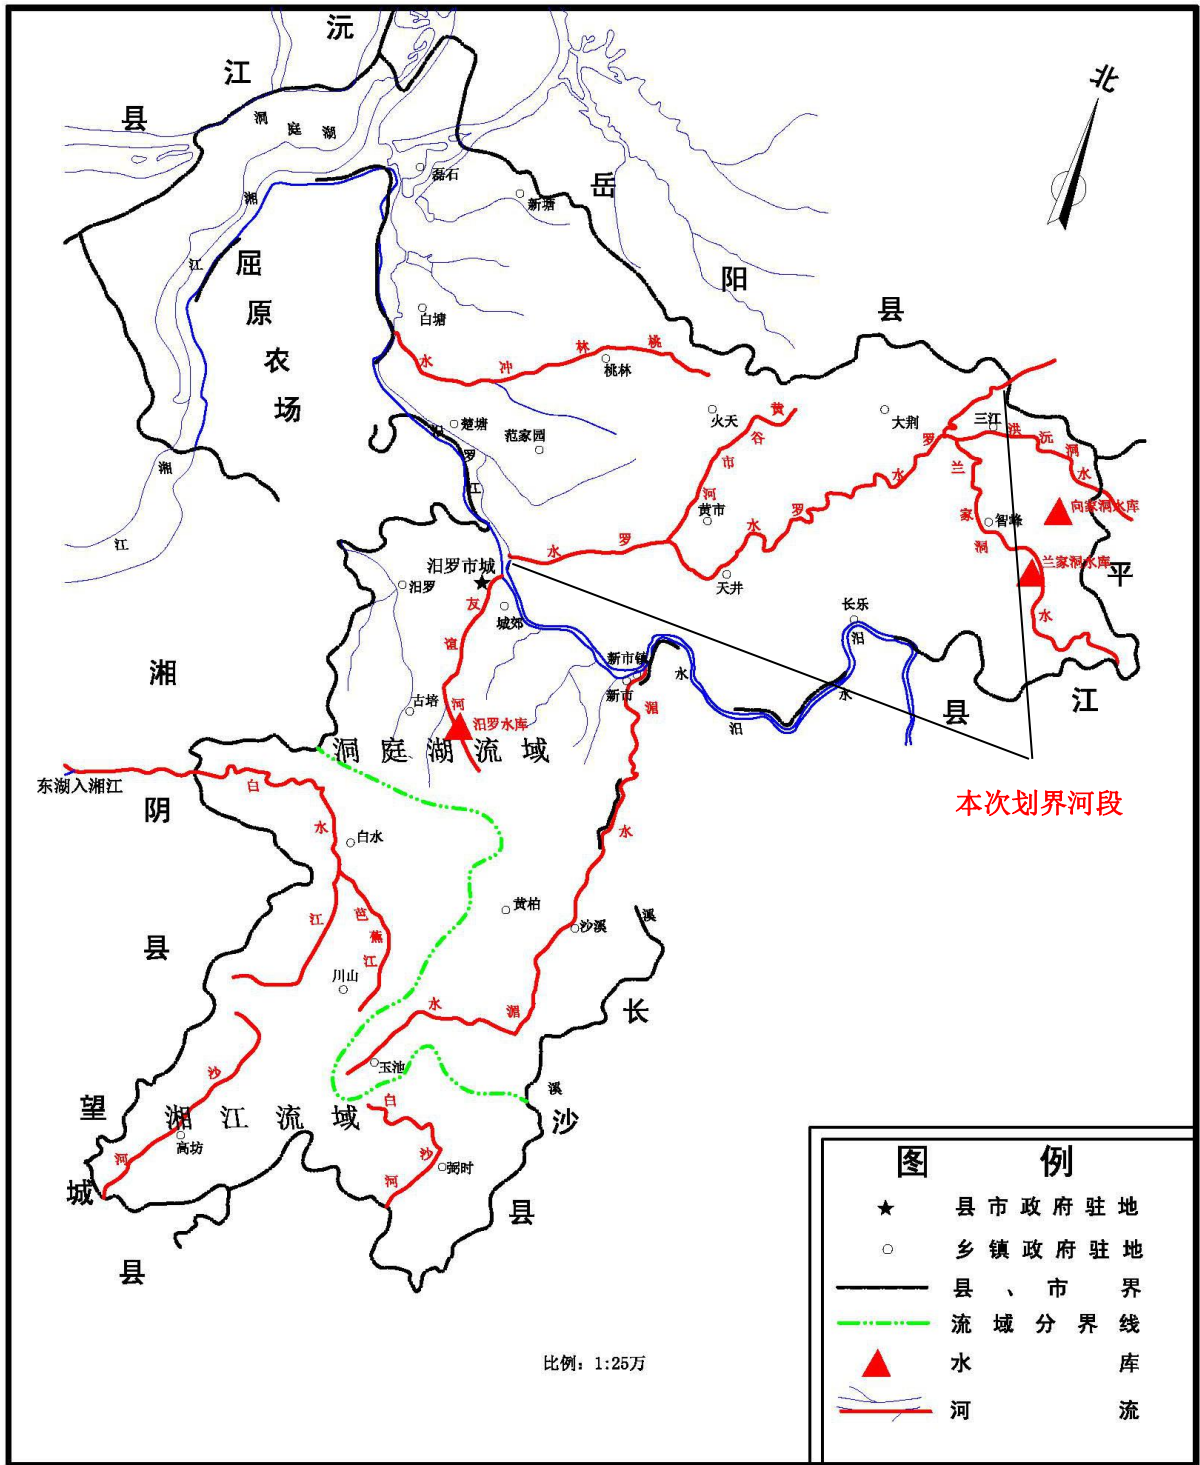 沅
江
县
洞
庭
湖
北
磊石
新塘
岳
湘
江
屈
原
农
场
阳
县
白塘
水
冲
林
桃
桃林
黄
谷
市
河
火天
大荆
三江
洪
沅
洞
水
楚塘
范家园
汨
罗
江
湘
江
罗
水
罗
水
兰
家
洞
水
智峰
向家洞水库
兰家洞水库
黄市
罗
水
天井
平
江
县
汨罗市城
汨罗
城郊
友
谊
河
长乐
汨
水
汨
水
新市镇
新市
湄
水
湄
水
古培
汨罗水库
洞庭湖流域
湘
阴
县
东湖入湘江
白
水
江
白水
芭
蕉
江
黄柏
沙溪
溪
川山
本次划界河段
长
沙
县
溪
玉池
沙
河
望
城
县
湘江流域
高坊
白
沙
河
弼时
比例：1:25万
图例
县市政府驻地
乡镇政府驻地
县、市界
流域分界线
水库
河流